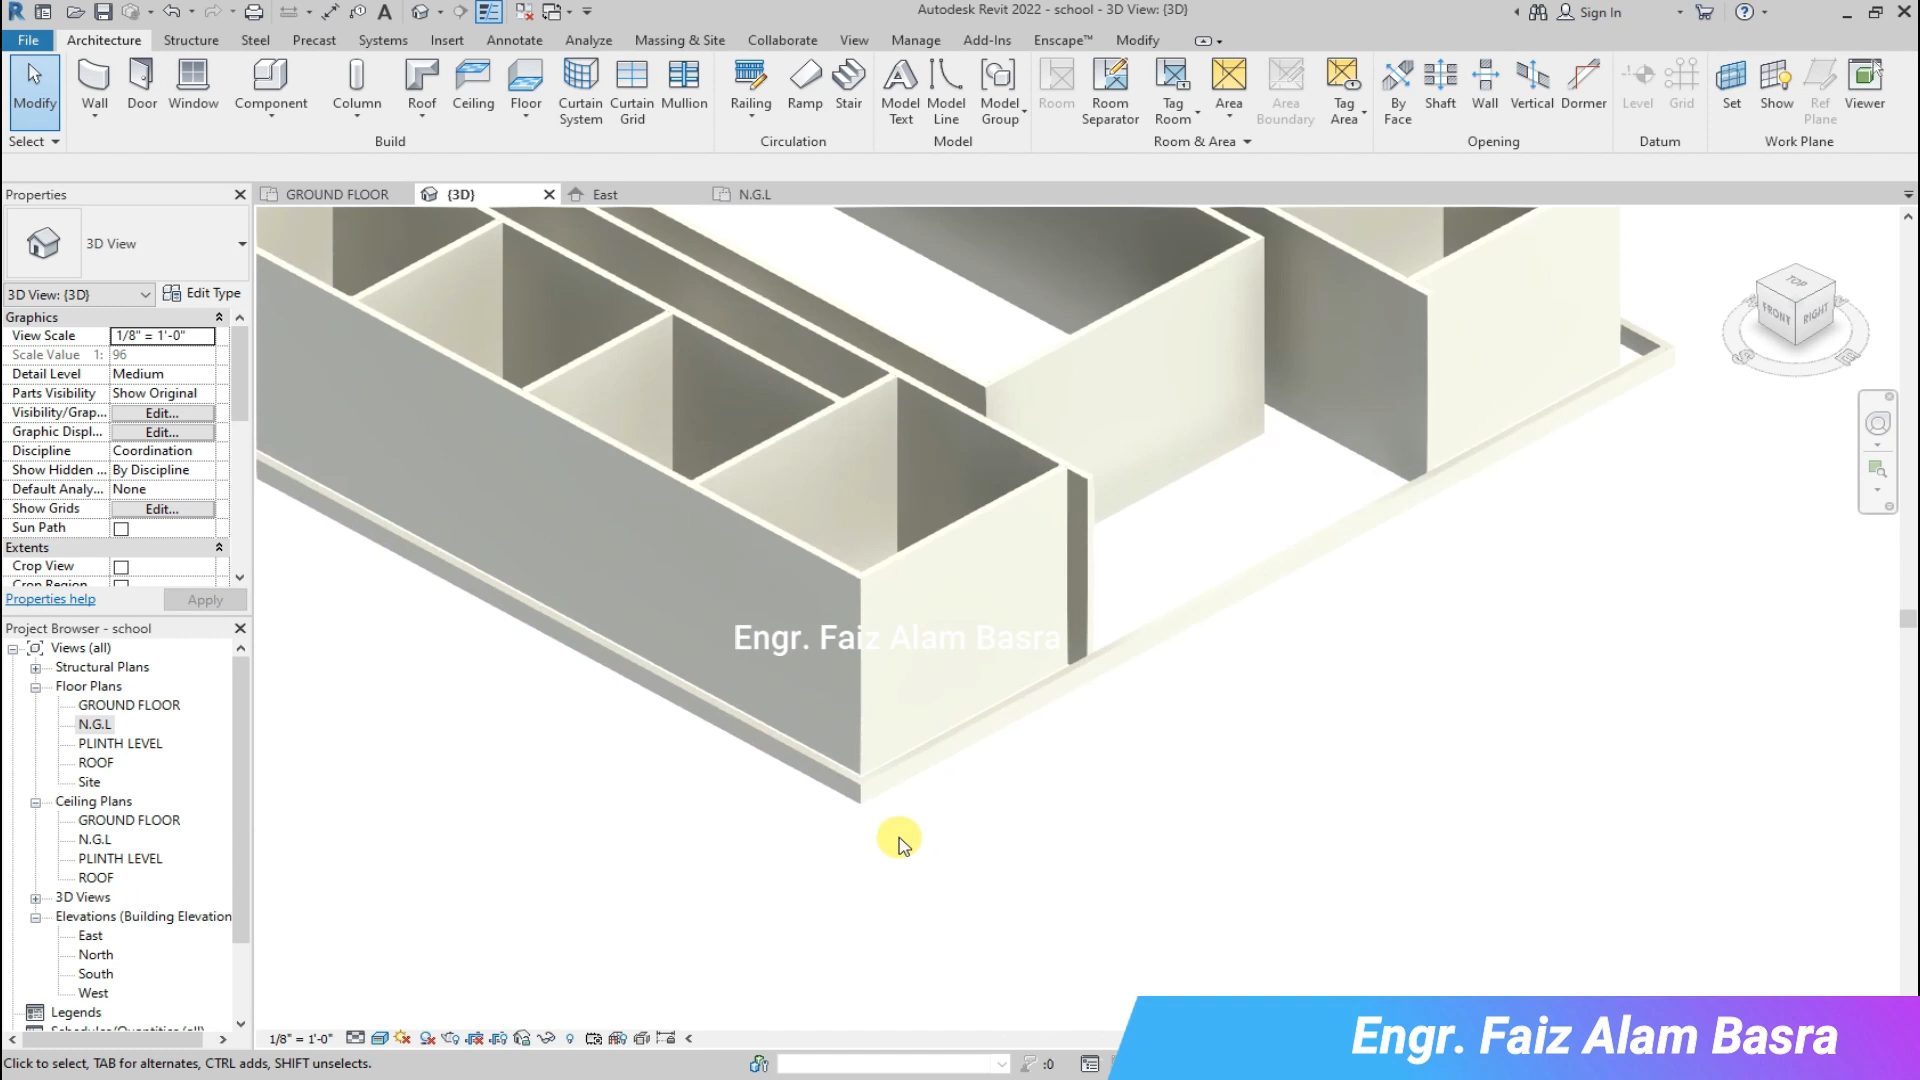 Autodesk Revit 2022 - school - 3D View: {3D}
Sign In
File Architecture Structure Steel Precast Systems Insert Annotate Analyze Massing & Site Collaborate View Manage Add-Ins Enscape™ Modify
Modify
Wall
Door
Window
Component
Column
Roof
Ceiling
Floor
Curtain System
Curtain Grid
Mullion
Railing
Ramp
Stair
Model Text
Model Line
Model Group
Room
Room Separator
Tag Room
Area
Area Boundary
Tag Area
By Face
Shaft
Wall
Vertical
Dormer
Level
Grid
Set
Show
Ref Plane
Viewer
Select
Build
Circulation
Model
Room & Area
Opening
Datum
Work Plane
Properties
GROUND FLOOR
{3D}
East
N.G.L
3D View
3D View: {3D}
Edit Type
Graphics
View Scale 1/8" = 1'-0"
Scale Value 1: 96
Detail Level Medium
Parts Visibility Show Original
Visibility/Grap... Edit...
Graphic Displ... Edit...
Discipline Coordination
Show Hidden ... By Discipline
Default Analy... None
Show Grids Edit...
Sun Path
Extents
Crop View
Crop Region
Properties help
Apply
Project Browser - school
Views (all)
Structural Plans
Floor Plans
GROUND FLOOR
N.G.L
PLINTH LEVEL
ROOF
Site
Ceiling Plans
GROUND FLOOR
N.G.L
PLINTH LEVEL
ROOF
3D Views
Elevations (Building Elevation
East
North
South
West
Legends
Schedules/Quantities (all)
TOP
FRONT
RIGHT
Engr. Faiz Alam Basra
1/8" = 1'-0"
Click to select, TAB for alternates, CTRL adds, SHIFT unselects.
:0
Engr. Faiz Alam Basra